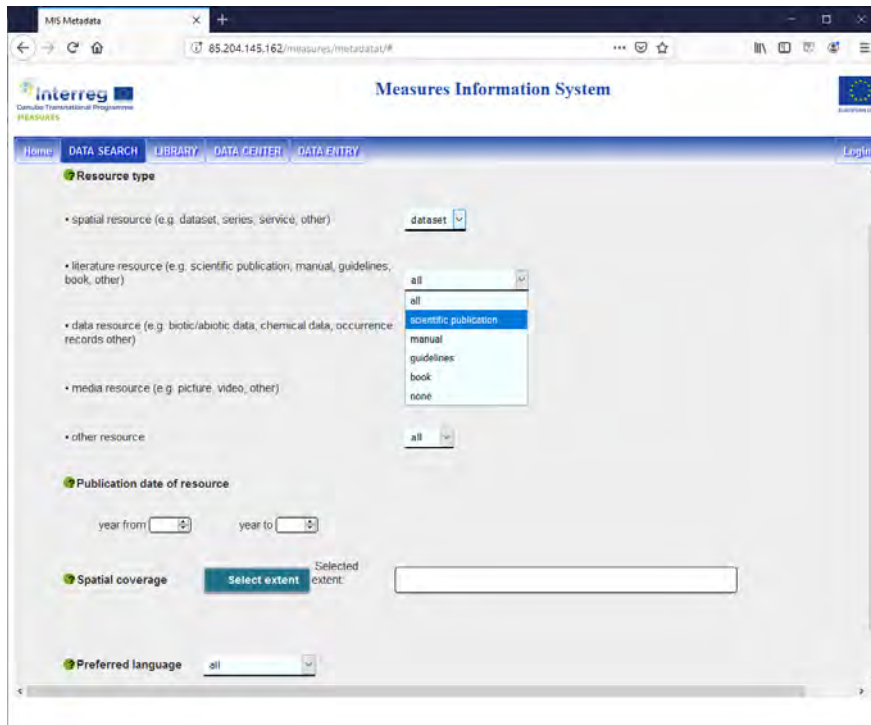 MIS Metadata
85.204.145.162/measures/metadatat/#
Interreg
Danube Transnational Programme
MEASURES
Measures Information System
Home DATA SEARCH LIBRARY DATA CENTER DATA ENTRY Login
Resource type
• spatial resource (e.g. dataset, series, service, other) dataset
• literature resource (e.g. scientific publication, manual, guidelines,
book, other) all
all
scientific publication
• data resource (e.g. biotic/abiotic data, chemical data, occurrence
records other)
manual
guidelines
book
• media resource (e.g. picture, video, other)
none
• other resource all
Publication date of resource
year from year to
Spatial coverage Select extent Selected
extent:
Preferred language all